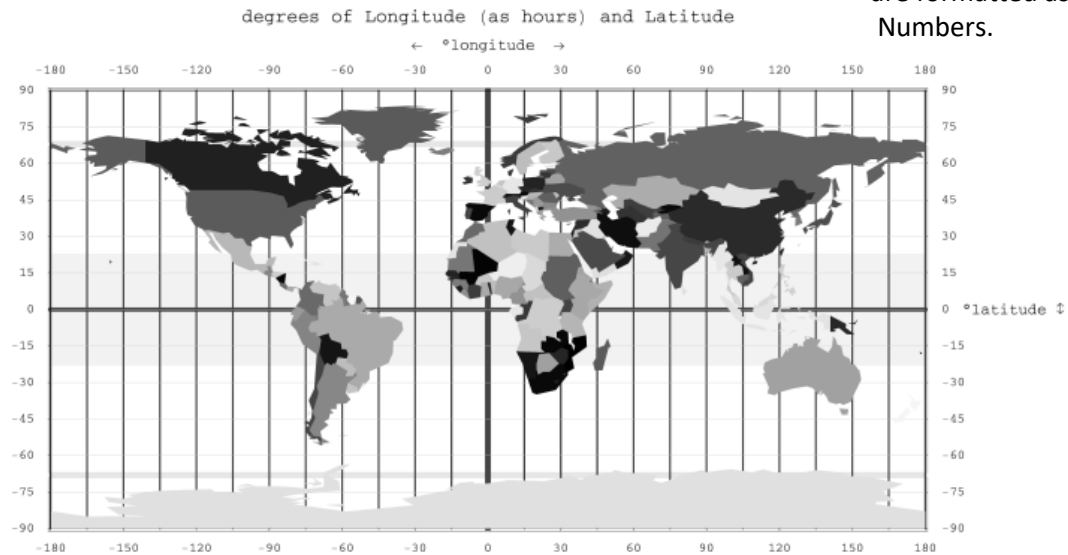 are formatted as
Numbers.
degrees of Longitude (as hours) and Latitude
← °longitude →
-180 -150 -120 -90 -60 -30 0 30 60 90 120 150 180
90 90
75 75
60 60
45 45
30 30
15 15
0 0 °latitude ↕
-15 -15
-30 -30
-45 -45
-60 -60
-75 -75
-90 -90
-180 -150 -120 -90 -60 -30 0 30 60 90 120 150 180